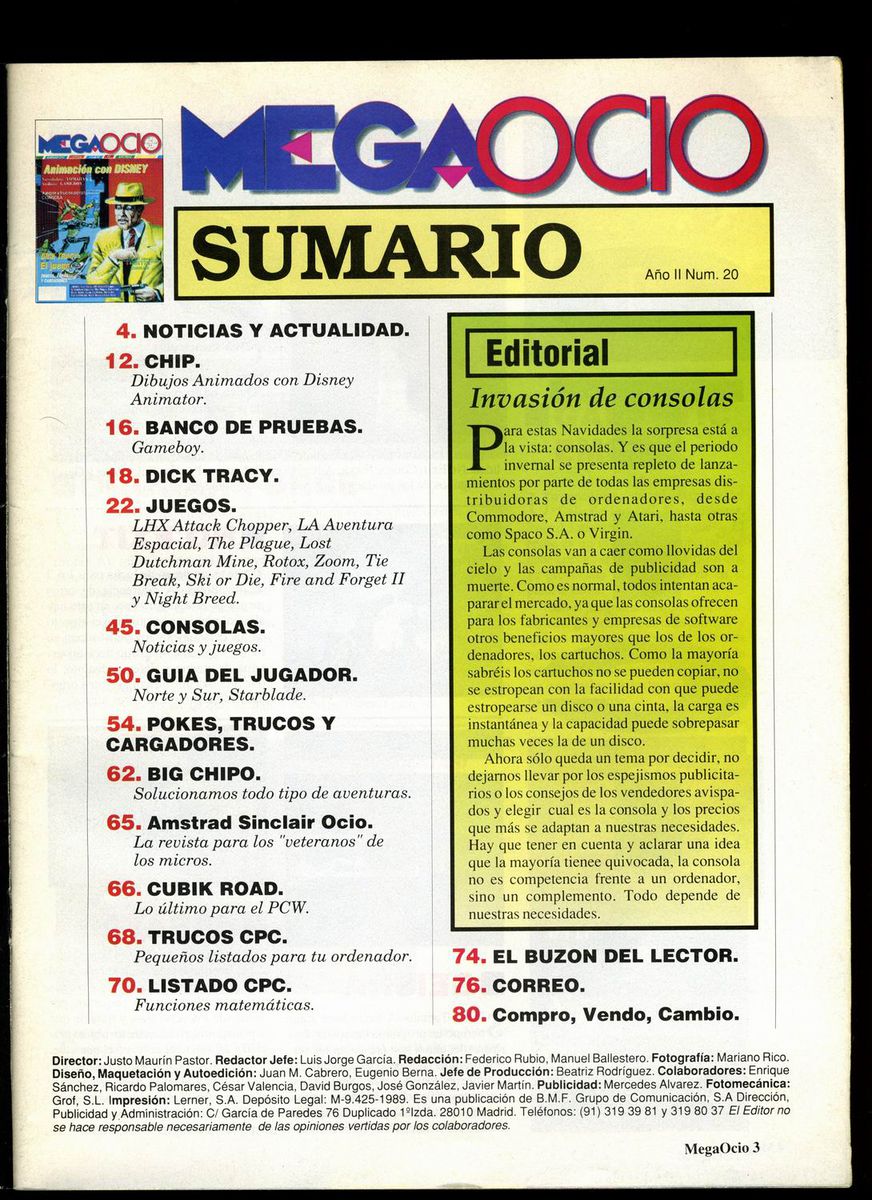 MEGAOCIO
Animación con DISNEY
MEGAOCIO
SUMARIO
Año II Num. 20
4. NOTICIAS Y ACTUALIDAD.
12. CHIP.
Dibujos Animados con Disney
Animator.
16. BANCO DE PRUEBAS.
Gameboy.
18. DICK TRACY.
22. JUEGOS.
LHX Attack Chopper, LA Aventura
Espacial, The Plague, Lost
Dutchman Mine, Rotox, Zoom, Tie
Break, Ski or Die, Fire and Forget II
y Night Breed.
45. CONSOLAS.
Noticias y juegos.
50. GUIA DEL JUGADOR.
Norte y Sur, Starblade.
54. POKES, TRUCOS Y
CARGADORES.
62. BIG CHIPO.
Solucionamos todo tipo de aventuras.
65. Amstrad Sinclair Ocio.
La revista para los "veteranos" de
los micros.
66. CUBIK ROAD.
Lo último para el PCW.
68. TRUCOS CPC.
Pequeños listados para tu ordenador.
70. LISTADO CPC.
Funciones matemáticas.
Editorial
Invasión de consolas
Para estas Navidades la sorpresa está a
la vista: consolas. Y es que el periodo
invernal se presenta repleto de lanza-
mientos por parte de todas las empresas dis-
tribuidoras de ordenadores, desde
Commodore, Amstrad y Atari, hasta otras
como Spaco S.A. o Virgin.
Las consolas van a caer como llovidas del
cielo y las campañas de publicidad son a
muerte. Como es normal, todos intentan aca-
parar el mercado, ya que las consolas ofrecen
para los fabricantes y empresas de software
otros beneficios mayores que los de los or-
denadores, los cartuchos. Como la mayoría
sabréis los cartuchos no se pueden copiar, no
se estropean con la facilidad con que puede
estropearse un disco o una cinta, la carga es
instantánea y la capacidad puede sobrepasar
muchas veces la de un disco.
Ahora sólo queda un tema por decidir, no
dejarnos llevar por los espejismos publicita-
rios o los consejos de los vendedores avispa-
dos y elegir cual es la consola y los precios
que más se adaptan a nuestras necesidades.
Hay que tener en cuenta y aclarar una idea
que la mayoría tienee quivocada, la consola
no es competencia frente a un ordenador,
sino un complemento. Todo depende de
nuestras necesidades.
74. EL BUZON DEL LECTOR.
76. CORREO.
80. Compro, Vendo, Cambio.
Director: Justo Maurín Pastor. Redactor Jefe: Luis Jorge García. Redacción: Federico Rubio, Manuel Ballestero. Fotografía: Mariano Rico.
Diseño, Maquetación y Autoedición: Juan M. Cabrero, Eugenio Berna. Jefe de Producción: Beatriz Rodríguez. Colaboradores: Enrique
Sánchez, Ricardo Palomares, César Valencia, David Burgos, José González, Javier Martín. Publicidad: Mercedes Alvarez. Fotomecánica:
Grof, S.L. Impresión: Lerner, S.A. Depósito Legal: M-9.425-1989. Es una publicación de B.M.F. Grupo de Comunicación, S.A Dirección,
Publicidad y Administración: C/ García de Paredes 76 Duplicado 1ºIzda. 28010 Madrid. Teléfonos: (91) 319 39 81 y 319 80 37 El Editor no
se hace responsable necesariamente de las opiniones vertidas por los colaboradores.
MegaOcio 3